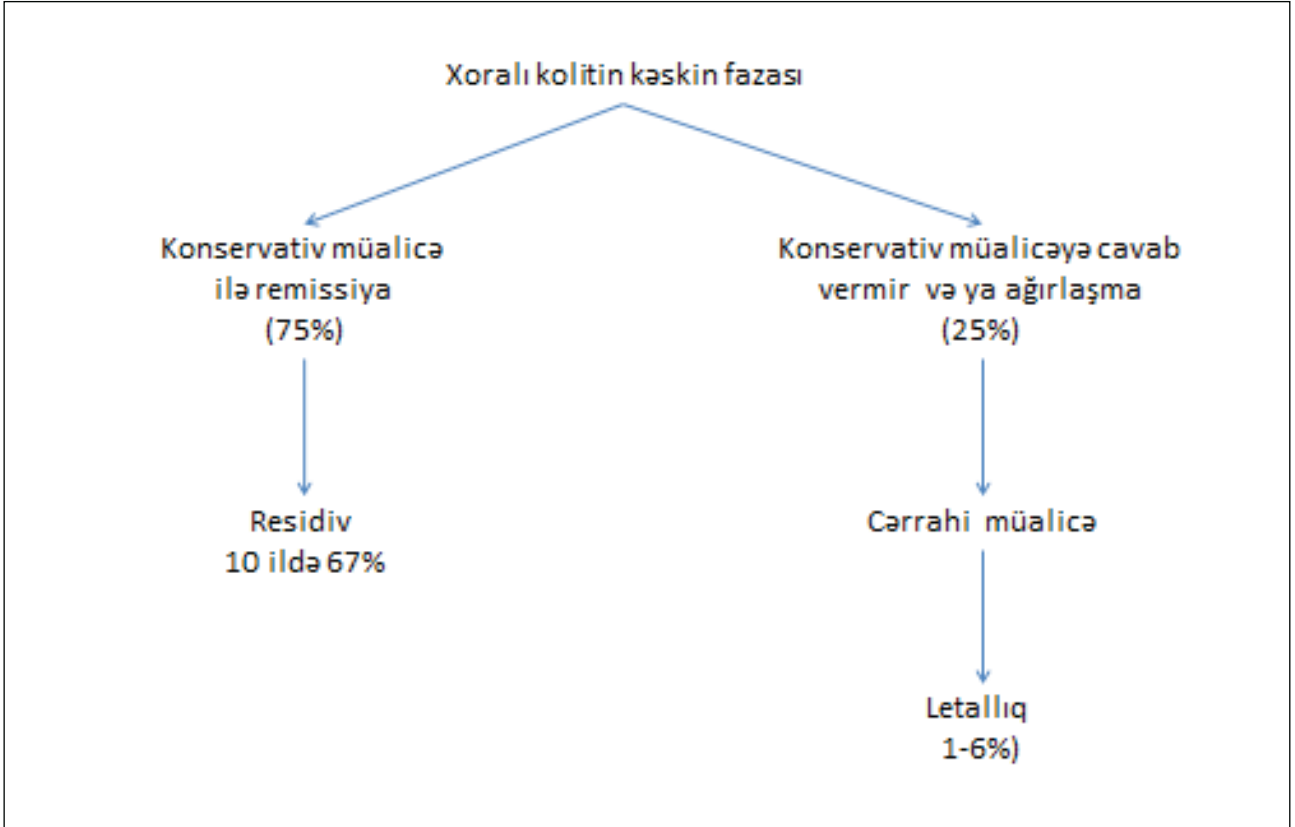 Xoralı kolitin kəskin fazası
Konservativ müalicə
ilə remissiya
(75%)
Konservativ müalicəyə cavab
vermir və ya ağırlaşma
(25%)
Residiv
10 ildə 67%
Cərrahi müalicə
Letallıq
1-6%)